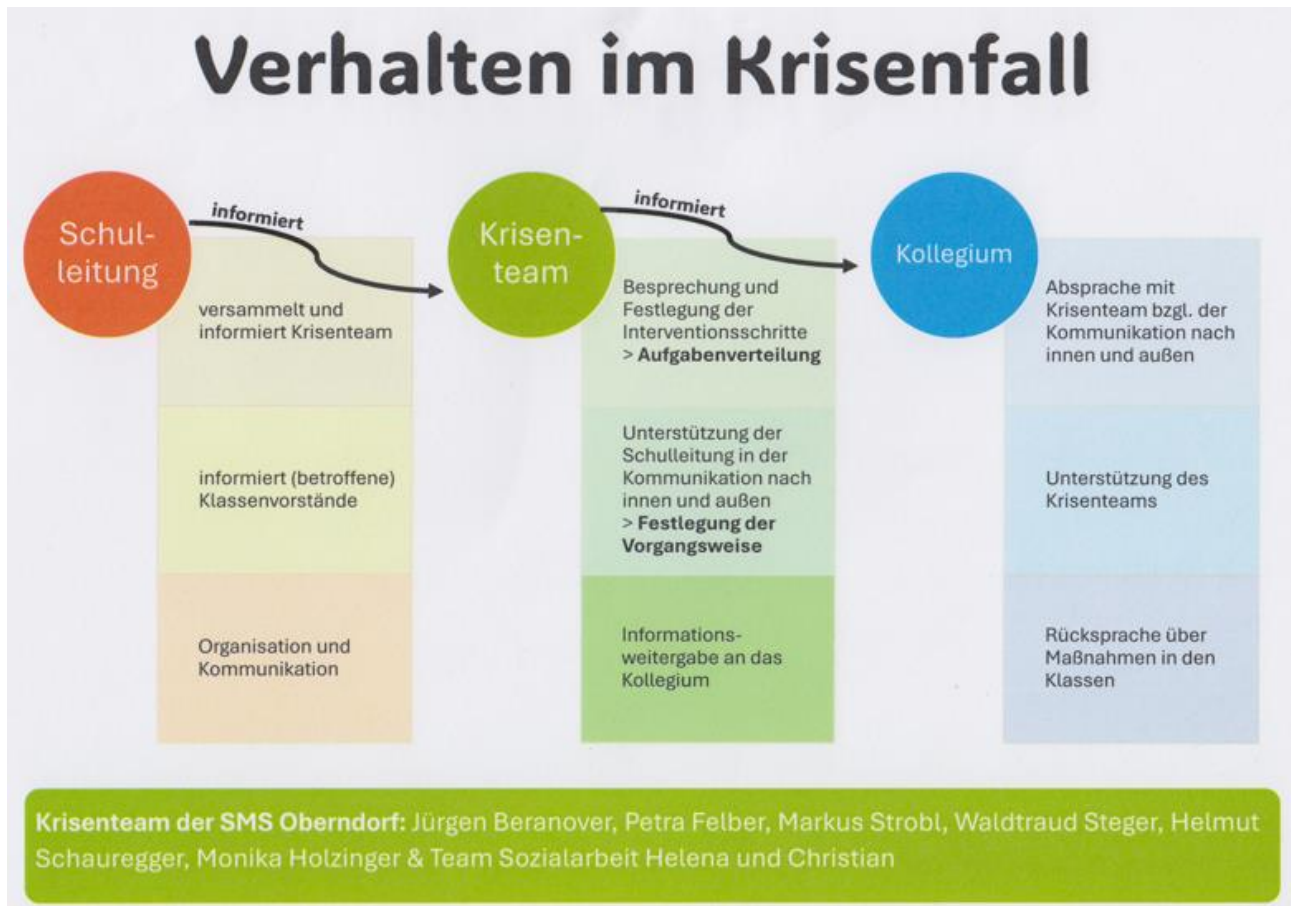 Verhalten im Krisenfall
Schul-
leitung
informiert
versammelt und
informiert Krisenteam
informiert (betroffene)
Klassenvorstände
Organisation und
Kommunikation
Krisen-
team
informiert
Besprechung und
Festlegung der
Interventionsschritte
> Aufgabenverteilung
Unterstützung der
Schulleitung in der
Kommunikation nach
innen und außen
> Festlegung der
Vorgangsweise
Informations-
weitergabe an das
Kollegium
Kollegium
Absprache mit
Krisenteam bzgl. der
Kommunikation nach
innen und außen
Unterstützung des
Krisenteams
Rücksprache über
Maßnahmen in den
Klassen
Krisenteam der SMS Oberndorf: Jürgen Beranover, Petra Felber, Markus Strobl, Waldtraud Steger, Helmut
Schauregger, Monika Holzinger & Team Sozialarbeit Helena und Christian